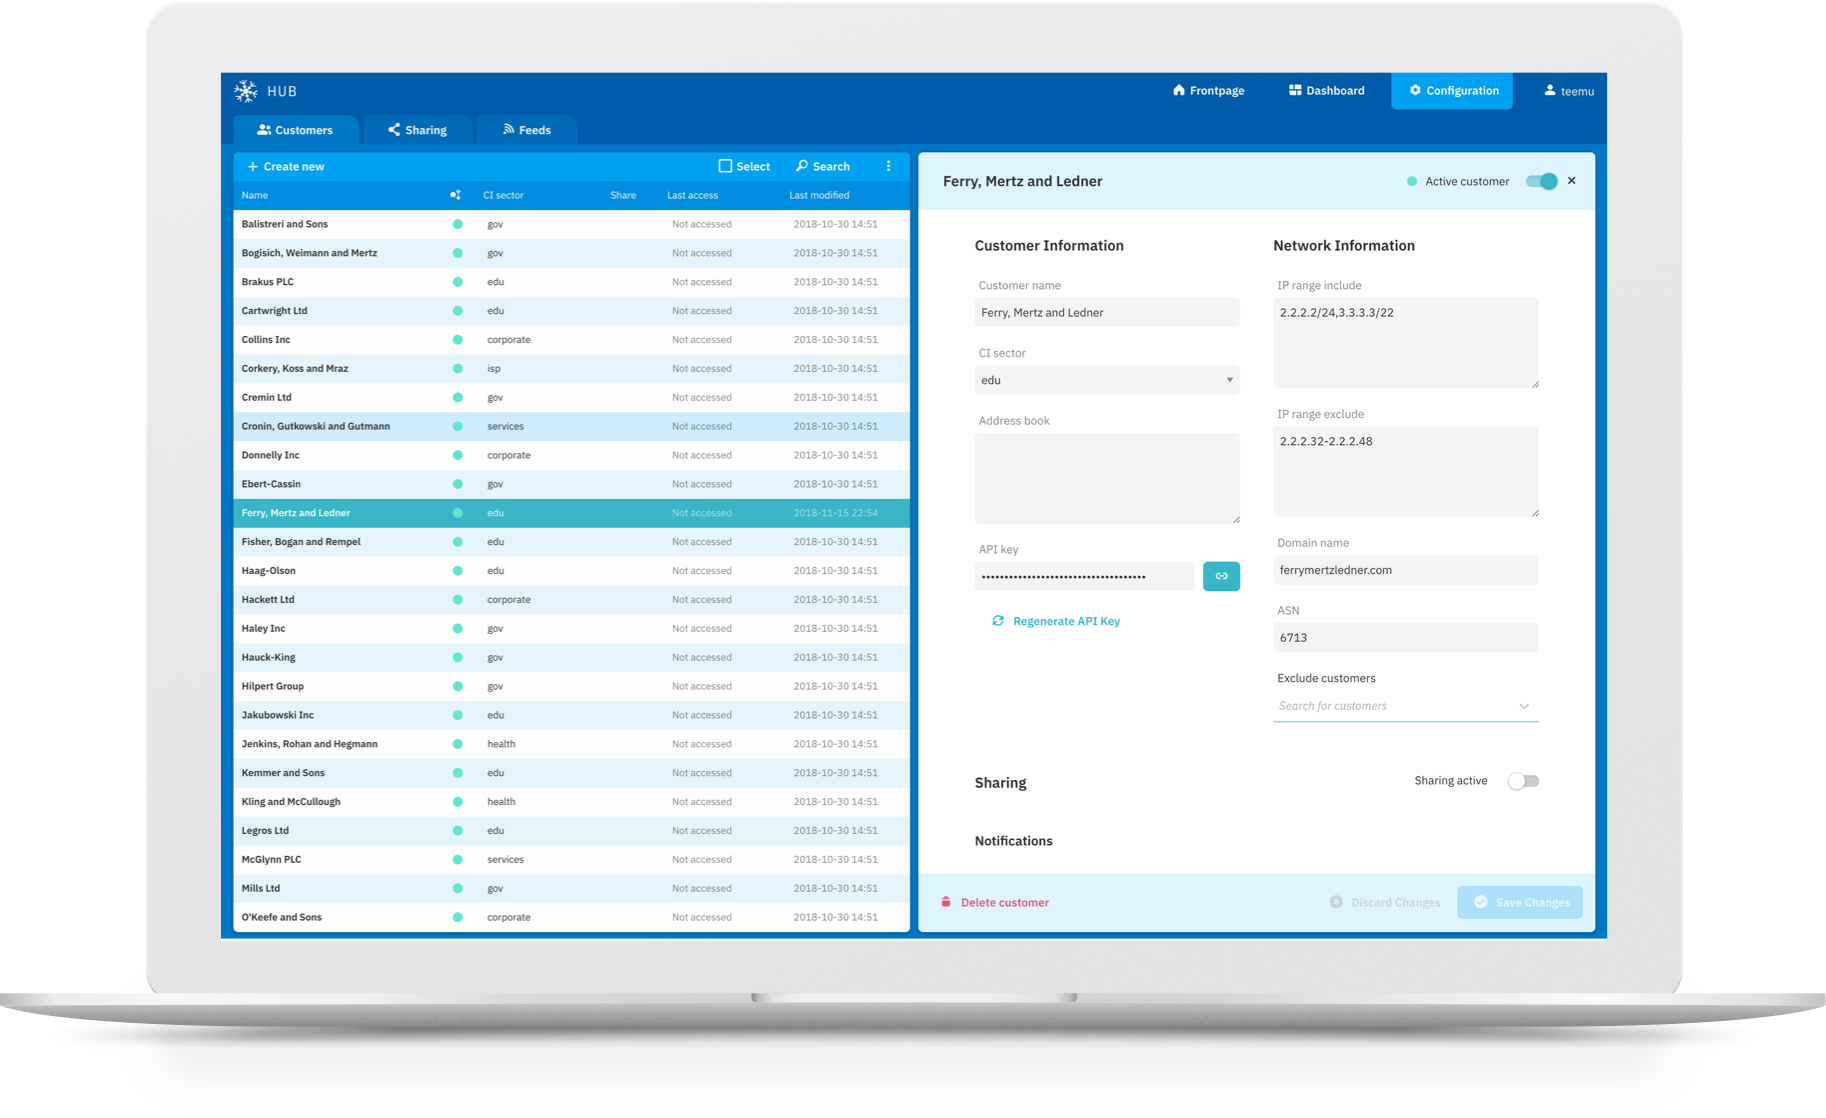 HUB
Frontpage
Dashboard
Configuration
teemu
Customers
Sharing
Feeds
+ Create new
Select
Search
Name CI sector Share Last access Last modified
Balistreri and Sons gov Not accessed 2018-10-30 14:51
Bogisich, Weimann and Mertz gov Not accessed 2018-10-30 14:51
Brakus PLC edu Not accessed 2018-10-30 14:51
Cartwright Ltd edu Not accessed 2018-10-30 14:51
Collins Inc corporate Not accessed 2018-10-30 14:51
Corkery, Koss and Mraz isp Not accessed 2018-10-30 14:51
Cremin Ltd gov Not accessed 2018-10-30 14:51
Cronin, Gutkowski and Gutmann services Not accessed 2018-10-30 14:51
Donnelly Inc corporate Not accessed 2018-10-30 14:51
Ebert-Cassin gov Not accessed 2018-10-30 14:51
Ferry, Mertz and Ledner edu Not accessed 2018-11-15 22:54
Fisher, Bogan and Rempel edu Not accessed 2018-10-30 14:51
Haag-Olson edu Not accessed 2018-10-30 14:51
Hackett Ltd corporate Not accessed 2018-10-30 14:51
Haley Inc gov Not accessed 2018-10-30 14:51
Hauck-King gov Not accessed 2018-10-30 14:51
Hilpert Group gov Not accessed 2018-10-30 14:51
Jakubowski Inc edu Not accessed 2018-10-30 14:51
Jenkins, Rohan and Hegmann health Not accessed 2018-10-30 14:51
Kemmer and Sons edu Not accessed 2018-10-30 14:51
Kling and McCullough health Not accessed 2018-10-30 14:51
Legros Ltd edu Not accessed 2018-10-30 14:51
McGlynn PLC services Not accessed 2018-10-30 14:51
Mills Ltd gov Not accessed 2018-10-30 14:51
O'Keefe and Sons corporate Not accessed 2018-10-30 14:51
Ferry, Mertz and Ledner
Active customer
Customer Information
Customer name
Ferry, Mertz and Ledner
CI sector
edu
Address book
API key
Regenerate API Key
Network Information
IP range include
2.2.2.2/24,3.3.3.3/22
IP range exclude
2.2.2.32-2.2.2.48
Domain name
ferrymertzledner.com
ASN
6713
Exclude customers
Search for customers
Sharing
Sharing active
Notifications
Delete customer
Discard Changes
Save Changes